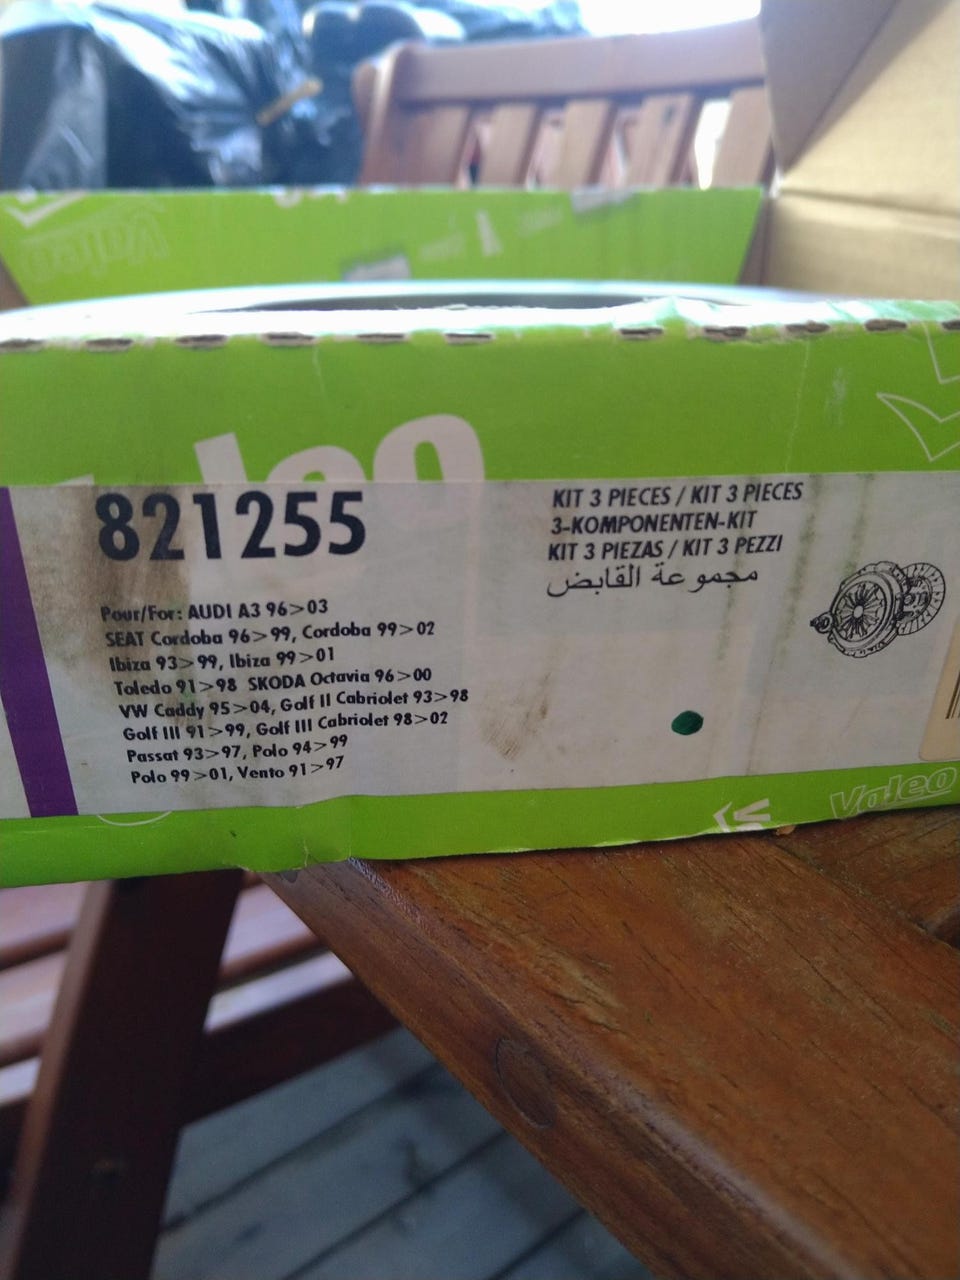 Valeo
Valeo
821255
Pour/For: AUDI A3 96>03
SEAT Cordoba 96>99, Cordoba 99>02
Ibiza 93>99, Ibiza 99>01
Toledo 91>98 SKODA Octavia 96>00
VW Caddy 95>04, Golf II Cabriolet 93>98
Golf III 91>99, Golf III Cabriolet 98>02
Passat 93>97, Polo 94>99
Polo 99>01, Vento 91>97
KIT 3 PIECES / KIT 3 PIECES
3-KOMPONENTEN-KIT
KIT 3 PIEZAS / KIT 3 PEZZI
مجموعة القابض
Valeo